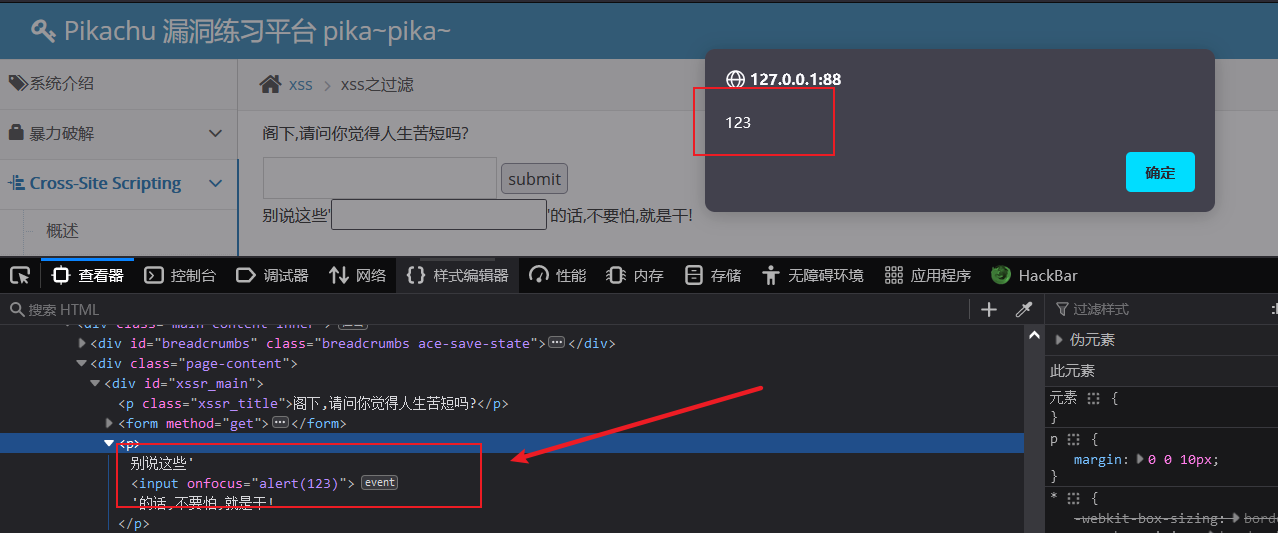 Pikachu 漏洞练习平台 pika~pika~
系统介绍
暴力破解
Cross-Site Scripting
概述
xss > xss之过滤
阁下,请问你觉得人生苦短吗?
submit
别说这些'
'的话,不要怕,就是干!
127.0.0.1:88
123
确定
查看器 控制台 调试器 网络 {} 样式编辑器 性能 内存 存储 无障碍环境 应用程序 HackBar
搜索 HTML
过滤样式
<div class="main-content-inner">
<div id="breadcrumbs" class="breadcrumbs ace-save-state"> ··· </div>
<div class="page-content">
<div id="xssr_main">
<p class="xssr_title">阁下,请问你觉得人生苦短吗?</p>
<form method="get"> ··· </form>
<p>
别说这些'
<input onfocus="alert(123)"> event
'的话,不要怕,就是干!
</p>
伪元素
此元素
元素 {
}
p {
margin: 0 0 10px;
}
* {
-webkit-box-sizing: